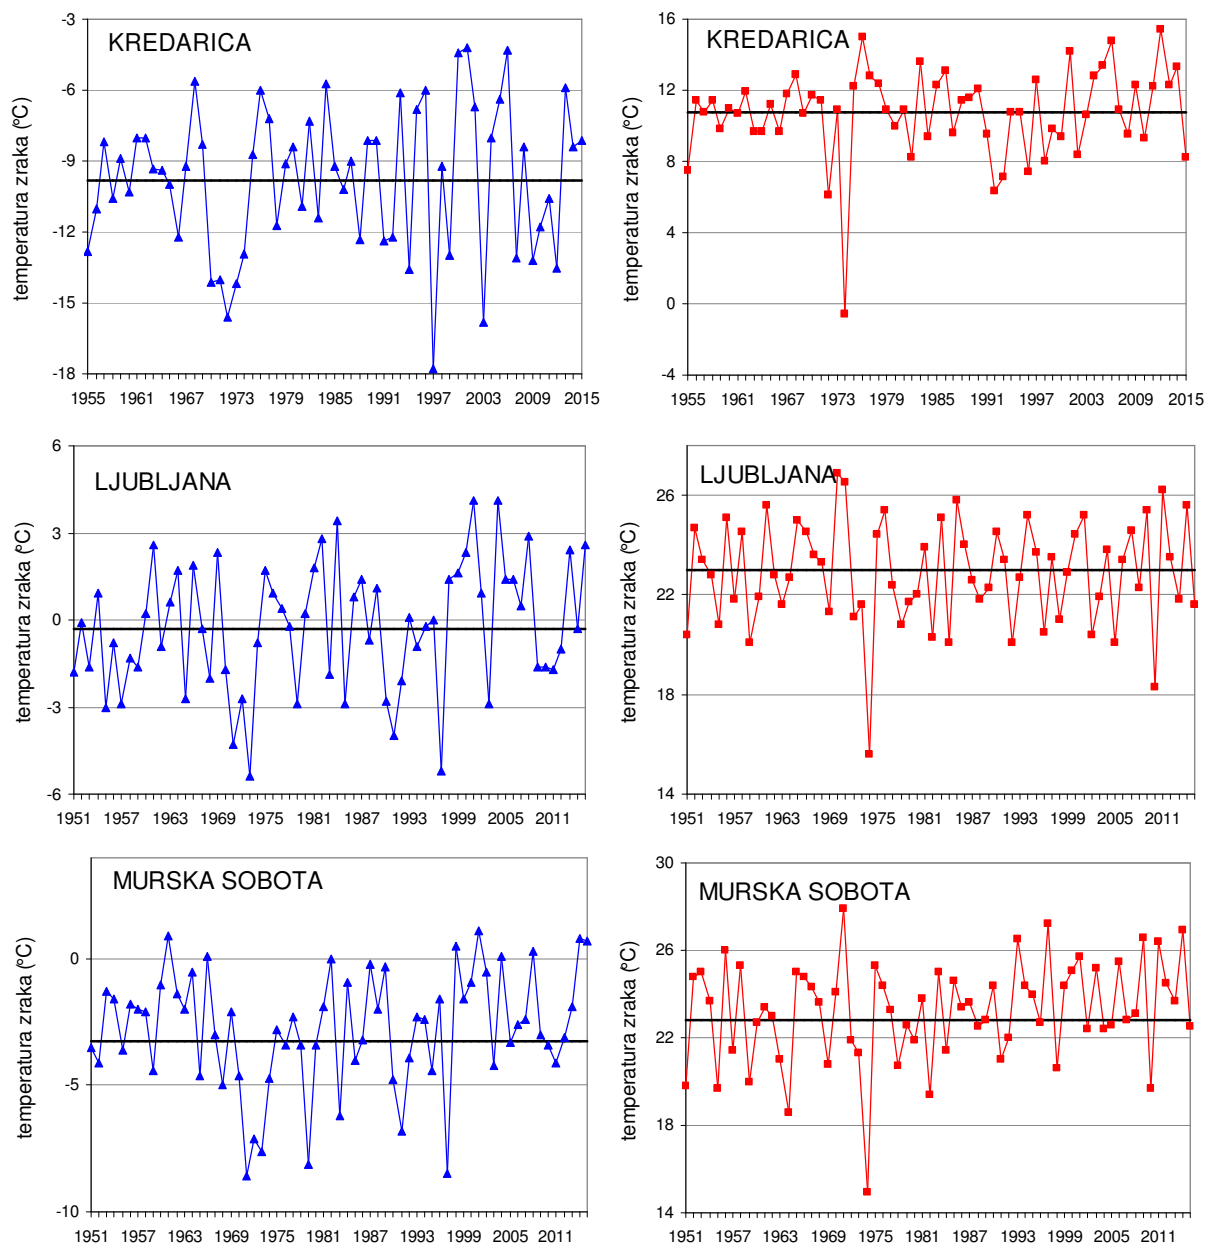 KREDARICA
temperatura zraka (ºC)
-3
-6
-9
-12
-15
-18
1955 1961 1967 1973 1979 1985 1991 1997 2003 2009 2015
KREDARICA
temperatura zraka (ºC)
16
12
8
4
0
-4
1955 1961 1967 1973 1979 1985 1991 1997 2003 2009 2015
LJUBLJANA
temperatura zraka (ºC)
6
3
0
-3
-6
1951 1957 1963 1969 1975 1981 1987 1993 1999 2005 2011
LJUBLJANA
temperatura zraka (ºC)
26
22
18
14
1951 1957 1963 1969 1975 1981 1987 1993 1999 2005 2011
MURSKA SOBOTA
temperatura zraka (ºC)
0
-5
-10
1951 1957 1963 1969 1975 1981 1987 1993 1999 2005 2011
MURSKA SOBOTA
temperatura zraka (ºC)
30
26
22
18
14
1951 1957 1963 1969 1975 1981 1987 1993 1999 2005 2011